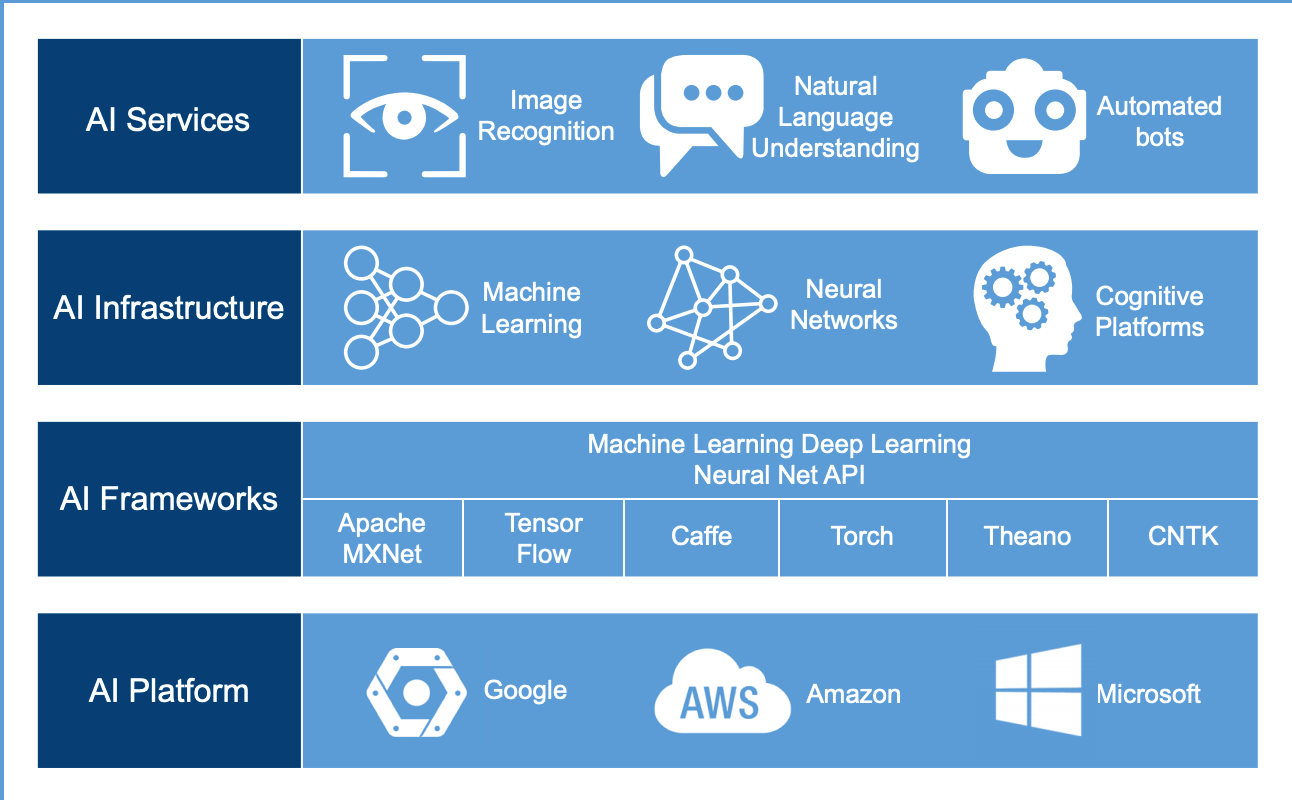 AI Services
Image
Recognition
Natural
Language
Understanding
Automated
bots
AI Infrastructure
Machine
Learning
Neural
Networks
Cognitive
Platforms
AI Frameworks
Machine Learning Deep Learning
Neural Net API
Apache
MXNet
Tensor
Flow
Caffe
Torch
Theano
CNTK
AI Platform
Google
AWS
Amazon
Microsoft